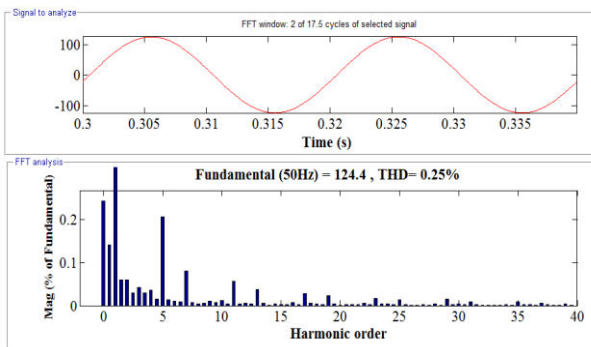 Signal to analyze
FFT window: 2 of 17.5 cycles of selected signal
100
0
-100
0.3 0.305 0.31 0.315 0.32 0.325 0.33 0.335
Time (s)
FFT analysis
Fundamental (50Hz) = 124.4 , THD= 0.25%
Mag (% of Fundamental)
0.2
0.1
0
0 5 10 15 20 25 30 35 40
Harmonic order